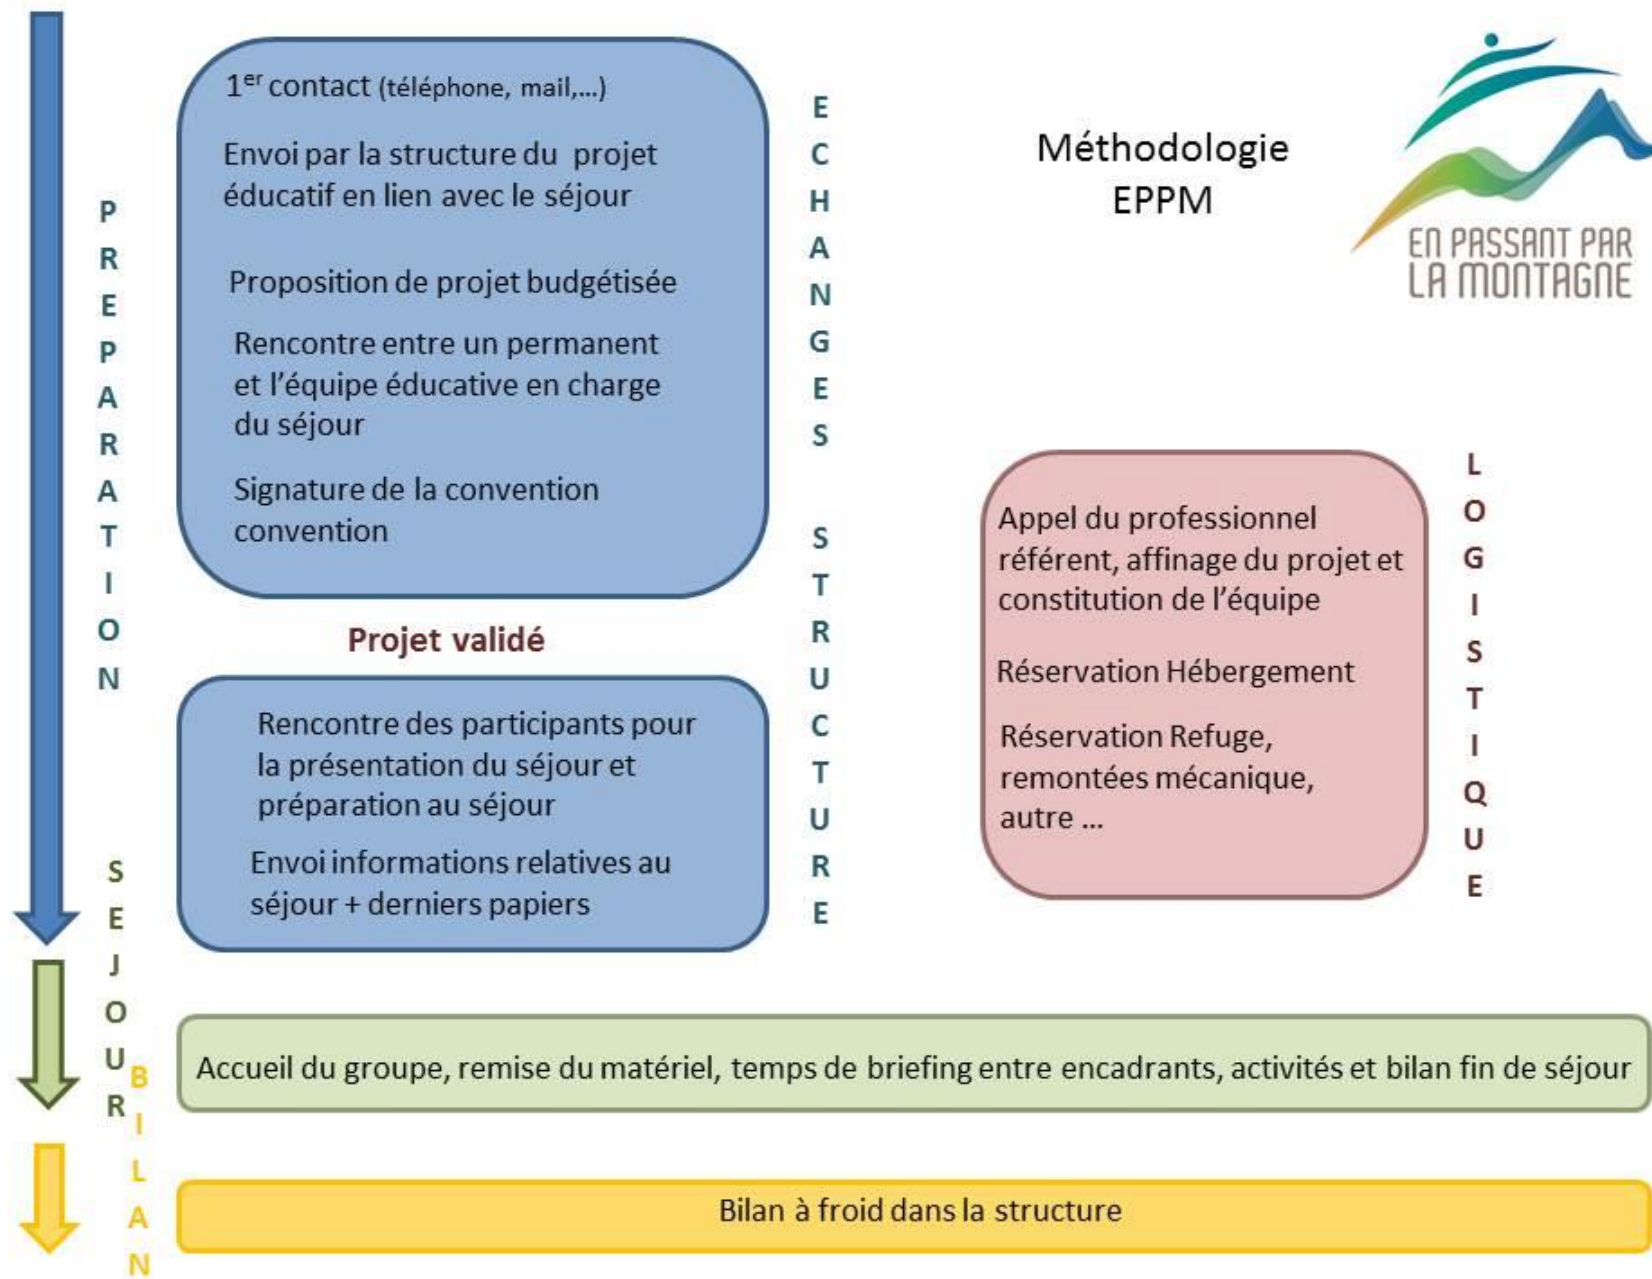 1er contact (téléphone, mail,...)
Envoi par la structure du projet
éducatif en lien avec le séjour
Proposition de projet budgétisée
Rencontre entre un permanent
et l'équipe éducative en charge
du séjour
Signature de la convention
convention
Projet validé
Rencontre des participants pour
la présentation du séjour et
préparation au séjour
Envoi informations relatives au
séjour + derniers papiers
PREPARATION
ECHANGES STRUCTURE
Méthodologie
EPPM
EN PASSANT PAR
LA MONTAGNE
Appel du professionnel
référent, affinage du projet et
constitution de l'équipe
Réservation Hébergement
Réservation Refuge,
remontées mécanique,
autre ...
LOGISTIQUE
SEJOUR
Accueil du groupe, remise du matériel, temps de briefing entre encadrants, activités et bilan fin de séjour
BILAN
Bilan à froid dans la structure